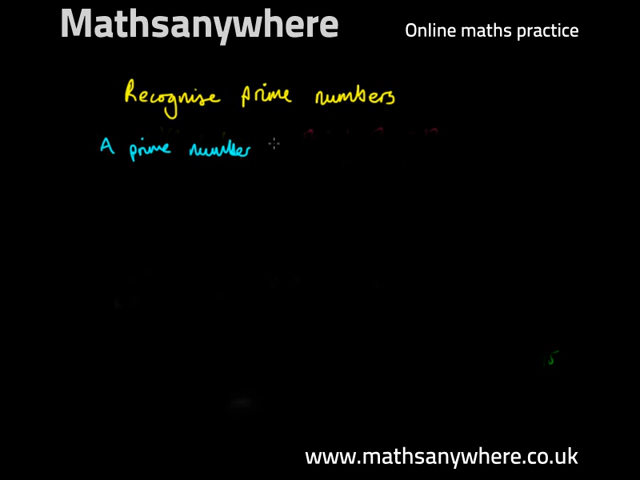 Mathsanywhere
Online maths practice
Recognise prime numbers
A prime number
www.mathsanywhere.co.uk